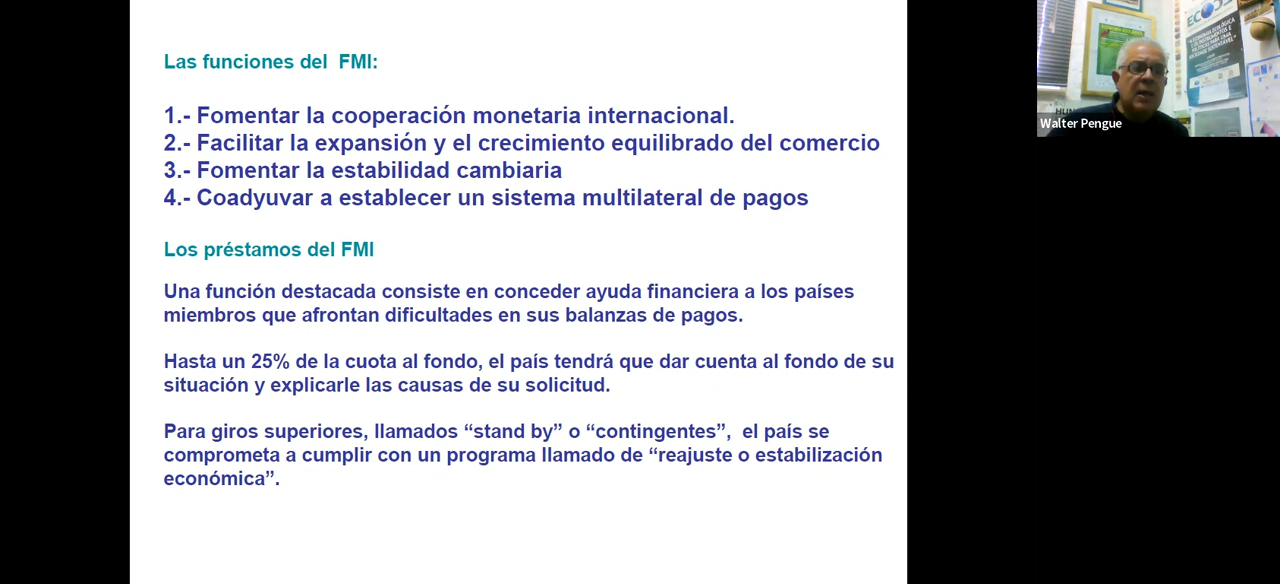 Las funciones del  FMI:
1.- Fomentar la cooperación monetaria internacional.
2.- Facilitar la expansión y el crecimiento equilibrado del comercio
3.- Fomentar la estabilidad cambiaria
4.- Coadyuvar a establecer un sistema multilateral de pagos
Los préstamos del FMI
Una función destacada consiste en conceder ayuda financiera a los países
miembros que afrontan dificultades en sus balanzas de pagos.
Hasta un 25% de la cuota al fondo, el país tendrá que dar cuenta al fondo de su
situación y explicarle las causas de su solicitud.
Para giros superiores, llamados “stand by” o “contingentes”,  el país se
comprometa a cumplir con un programa llamado de “reajuste o estabilización
económica”.
Walter Pengue